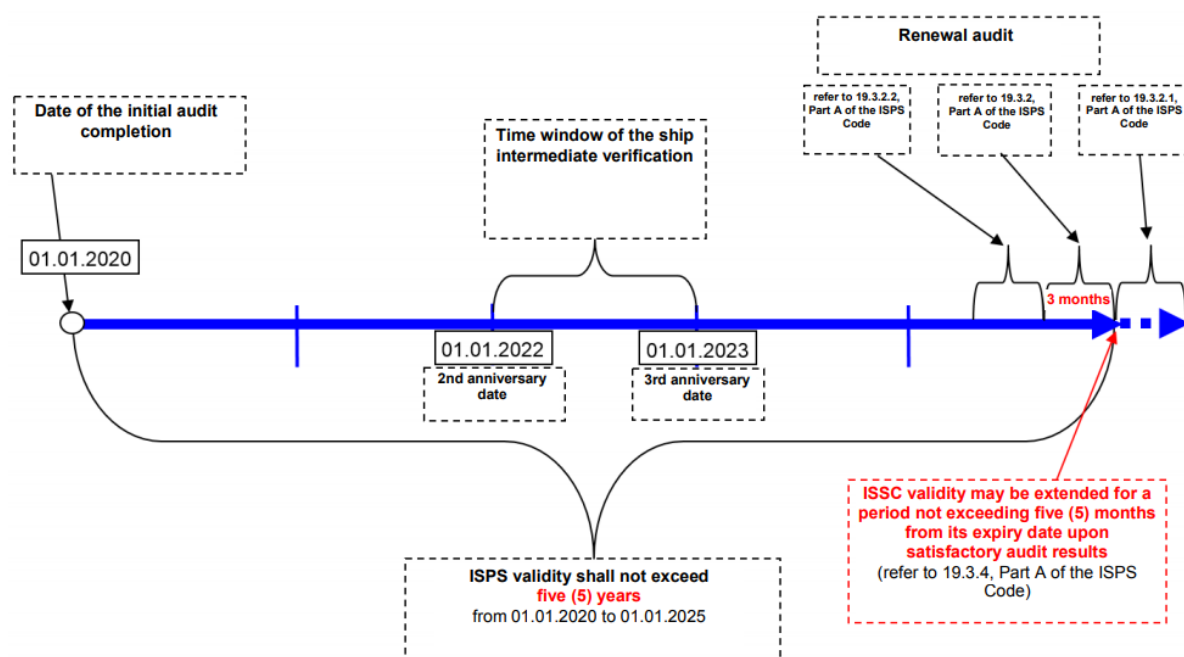 Renewal audit
refer to 19.3.2.2,
Part A of the ISPS
Code
refer to 19.3.2,
Part A of the ISPS
Code
refer to 19.3.2.1,
Part A of the ISPS
Code
Date of the initial audit
completion
Time window of the ship
intermediate verification
01.01.2020
3 months
01.01.2022
01.01.2023
2nd anniversary
date
3rd anniversary
date
ISSC validity may be extended for a
period not exceeding five (5) months
from its expiry date upon
satisfactory audit results
(refer to 19.3.4, Part A of the ISPS
Code)
ISPS validity shall not exceed
five (5) years
from 01.01.2020 to 01.01.2025